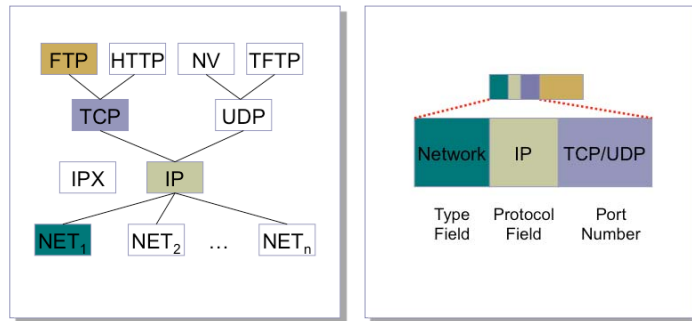 FTP HTTP NV TFTP
TCP UDP
IPX IP
NET1 NET2 … NETn
Network IP TCP/UDP
Type Field
Protocol Field
Port Number